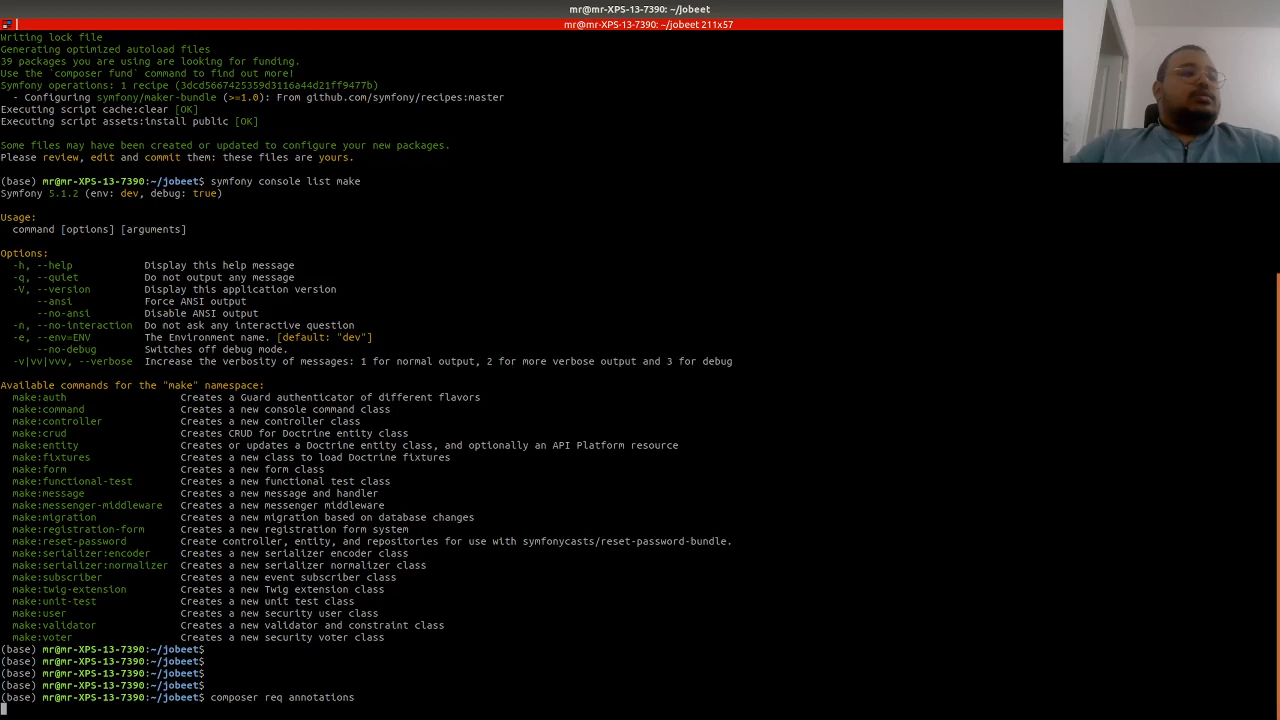 mr@mr-XPS-13-7390: ~/jobeet
mr@mr-XPS-13-7390: ~/jobeet 211x57
Writing lock file
Generating optimized autoload files
39 packages you are using are looking for funding.
Use the `composer fund` command to find out more!
Symfony operations: 1 recipe (3dcd5667425359d3116a44d21ff9477b)
  - Configuring symfony/maker-bundle (>=1.0): From github.com/symfony/recipes:master
Executing script cache:clear [OK]
Executing script assets:install public [OK]
Some files may have been created or updated to configure your new packages.
Please review, edit and commit them: these files are yours.
(base) mr@mr-XPS-13-7390:~/jobeet$ symfony console list make
Symfony 5.1.2 (env: dev, debug: true)
Usage:
  command [options] [arguments]
Options:
  -h, --help            Display this help message
  -q, --quiet           Do not output any message
  -V, --version         Display this application version
      --ansi            Force ANSI output
      --no-ansi         Disable ANSI output
  -n, --no-interaction  Do not ask any interactive question
  -e, --env=ENV         The Environment name. [default: "dev"]
      --no-debug        Switches off debug mode.
  -v|vv|vvv, --verbose  Increase the verbosity of messages: 1 for normal output, 2 for more verbose output and 3 for debug
Available commands for the "make" namespace:
  make:auth                   Creates a Guard authenticator of different flavors
  make:command                Creates a new console command class
  make:controller             Creates a new controller class
  make:crud                   Creates CRUD for Doctrine entity class
  make:entity                 Creates or updates a Doctrine entity class, and optionally an API Platform resource
  make:fixtures               Creates a new class to load Doctrine fixtures
  make:form                   Creates a new form class
  make:functional-test        Creates a new functional test class
  make:message                Creates a new message and handler
  make:messenger-middleware   Creates a new messenger middleware
  make:migration              Creates a new migration based on database changes
  make:registration-form      Creates a new registration form system
  make:reset-password         Create controller, entity, and repositories for use with symfonycasts/reset-password-bundle.
  make:serializer:encoder     Creates a new serializer encoder class
  make:serializer:normalizer  Creates a new serializer normalizer class
  make:subscriber             Creates a new event subscriber class
  make:twig-extension         Creates a new Twig extension class
  make:unit-test              Creates a new unit test class
  make:user                   Creates a new security user class
  make:validator              Creates a new validator and constraint class
  make:voter                  Creates a new security voter class
(base) mr@mr-XPS-13-7390:~/jobeet$
(base) mr@mr-XPS-13-7390:~/jobeet$
(base) mr@mr-XPS-13-7390:~/jobeet$
(base) mr@mr-XPS-13-7390:~/jobeet$
(base) mr@mr-XPS-13-7390:~/jobeet$ composer req annotations